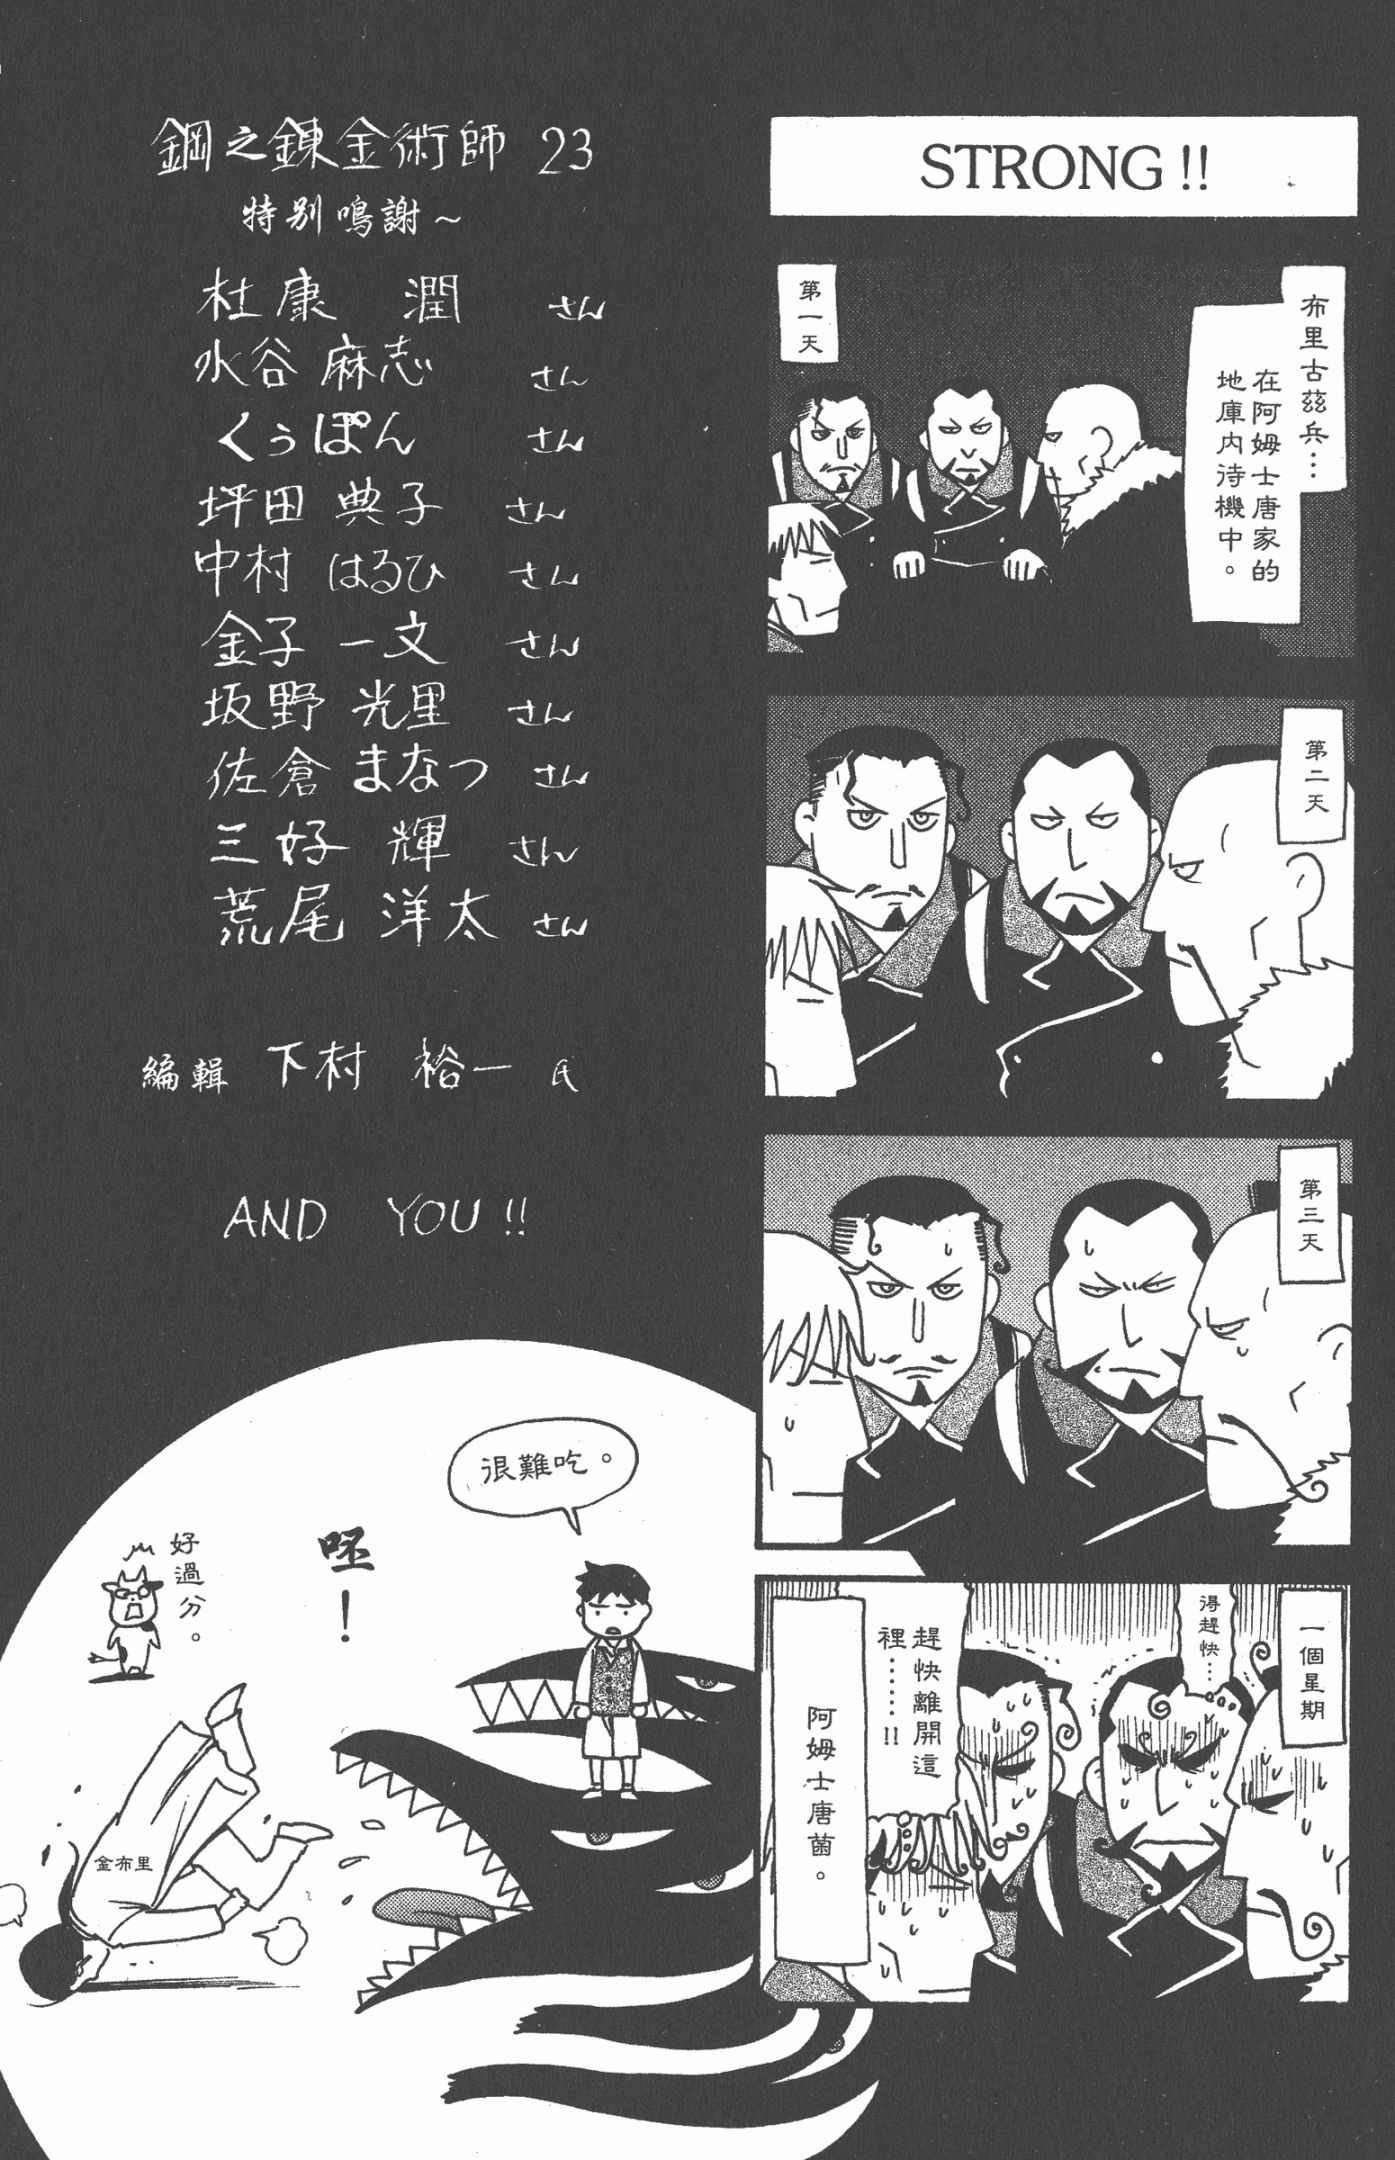 STRONG!!
第一天
布里古茲兵…
在阿姆士唐家的
地庫內待機中。
第二天
第三天
一個星期
得趕快…
趕快離開這
裡……!!
阿姆士唐菌。
鋼之鍊金術師 23
特別鳴謝～
杜康 潤 さん
水谷 麻志 さん
くぅぽん さん
坪田 典子 さん
中村 はるひ さん
金子 一文 さん
坂野 光里 さん
佐倉 まなつ さん
三好 輝 さん
荒尾 洋太 さん
編輯 下村 裕一 氏
AND YOU!!
很難吃。
呸！
好過分。
金布里